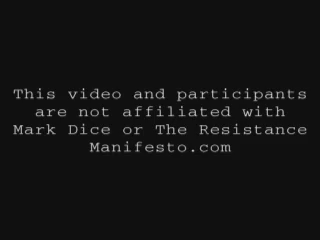 This video and participants
are not affiliated with
Mark Dice or The Resistance
Manifesto.com